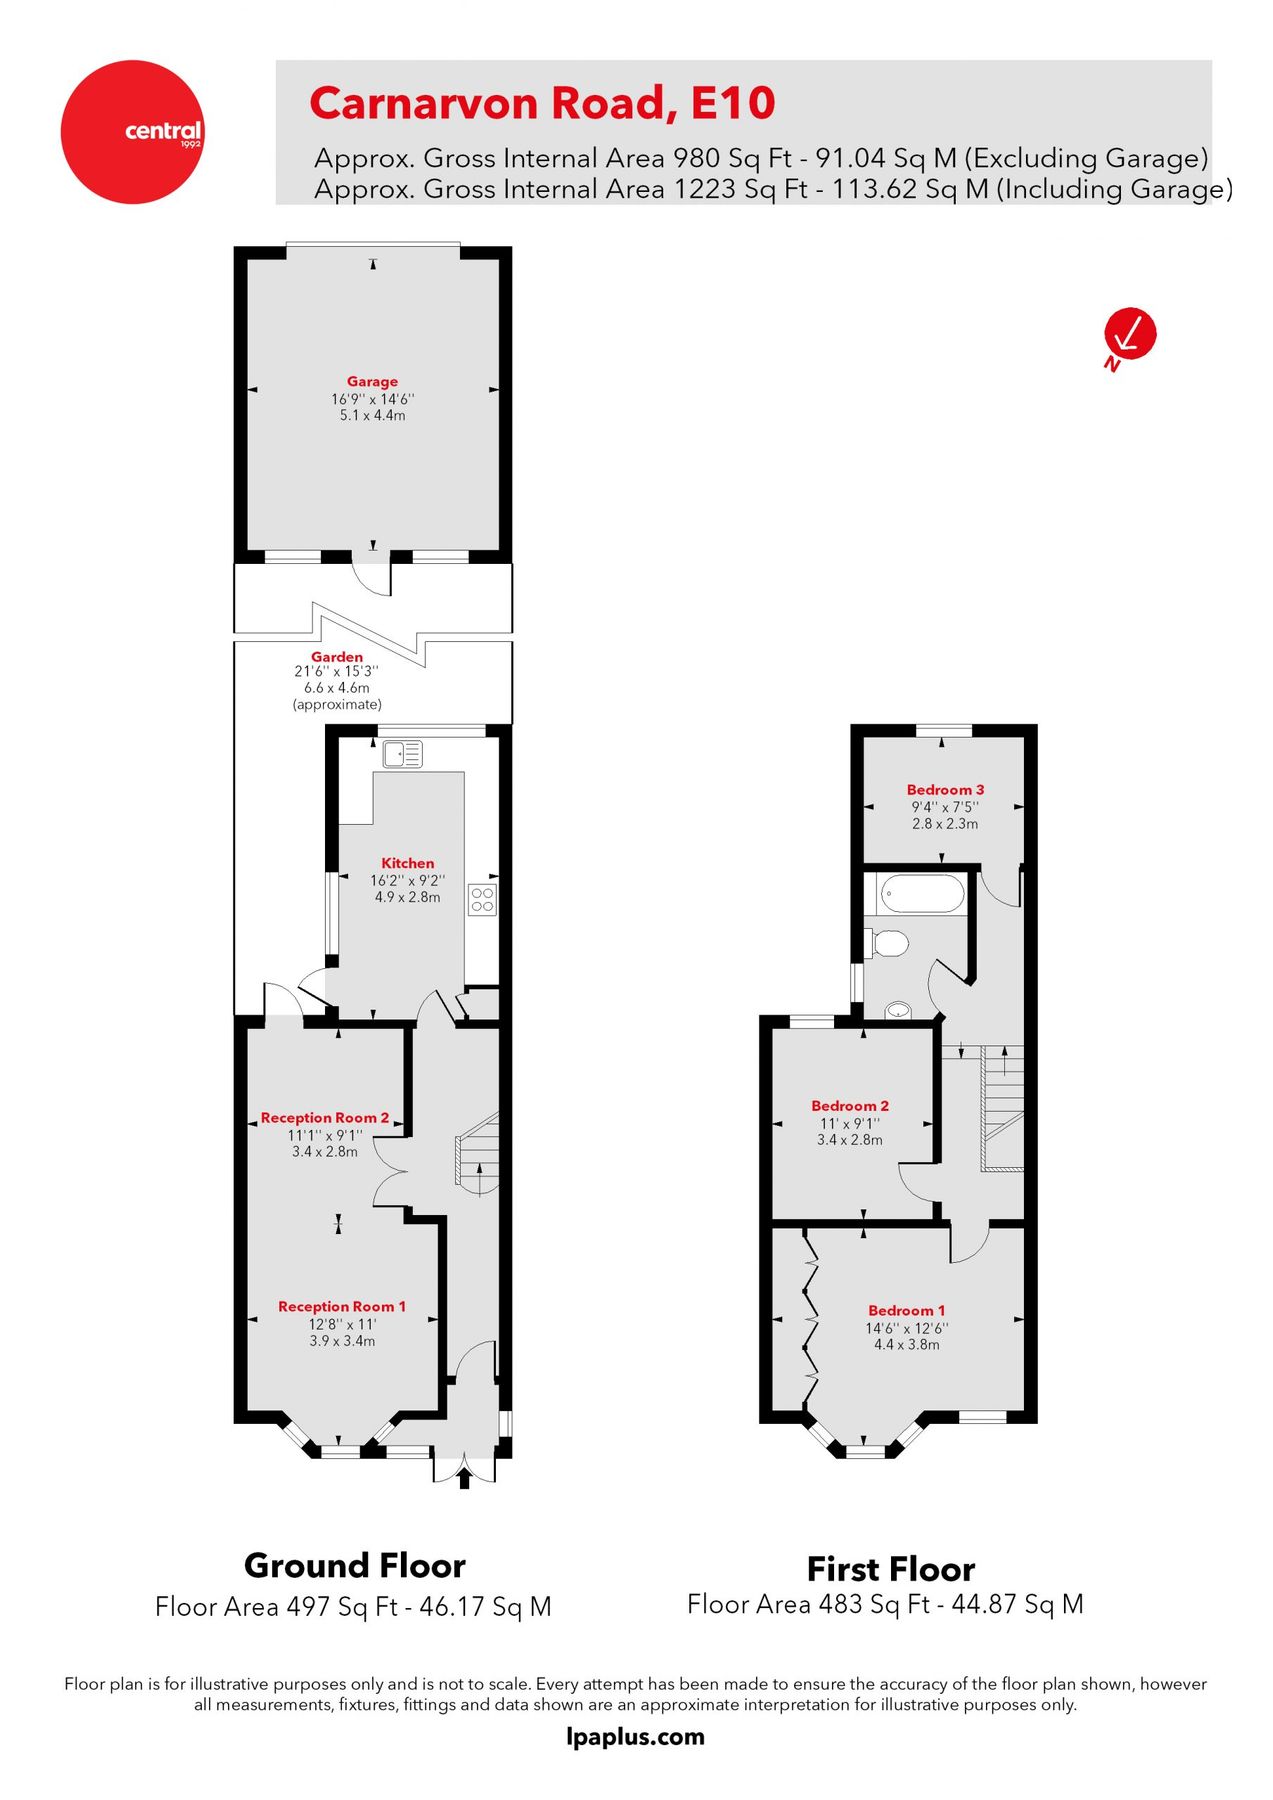 central
1992
Carnarvon Road, E10
Approx. Gross Internal Area 980 Sq Ft - 91.04 Sq M (Excluding Garage)
Approx. Gross Internal Area 1223 Sq Ft - 113.62 Sq M (Including Garage)
N
Garage
16'9'' x 14'6''
5.1 x 4.4m
Garden
21'6'' x 15'3''
6.6 x 4.6m
(approximate)
Kitchen
16'2'' x 9'2''
4.9 x 2.8m
Reception Room 2
11'1'' x 9'1''
3.4 x 2.8m
Reception Room 1
12'8'' x 11'
3.9 x 3.4m
Bedroom 3
9'4'' x 7'5''
2.8 x 2.3m
Bedroom 2
11' x 9'1''
3.4 x 2.8m
Bedroom 1
14'6'' x 12'6''
4.4 x 3.8m
Ground Floor
Floor Area 497 Sq Ft - 46.17 Sq M
First Floor
Floor Area 483 Sq Ft - 44.87 Sq M
Floor plan is for illustrative purposes only and is not to scale. Every attempt has been made to ensure the accuracy of the floor plan shown, however
all measurements, fixtures, fittings and data shown are an approximate interpretation for illustrative purposes only.
lpaplus.com